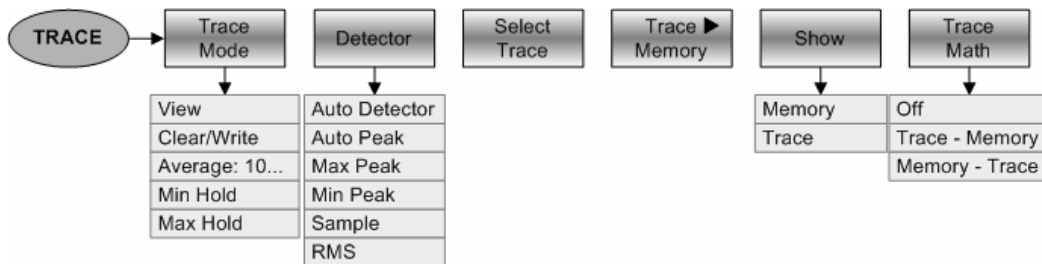 TRACE
Trace
Mode
Detector
Select
Trace
Trace ▶
Memory
Show
Trace
Math
View
Clear/Write
Average: 10...
Min Hold
Max Hold
Auto Detector
Auto Peak
Max Peak
Min Peak
Sample
RMS
Memory
Trace
Off
Trace - Memory
Memory - Trace